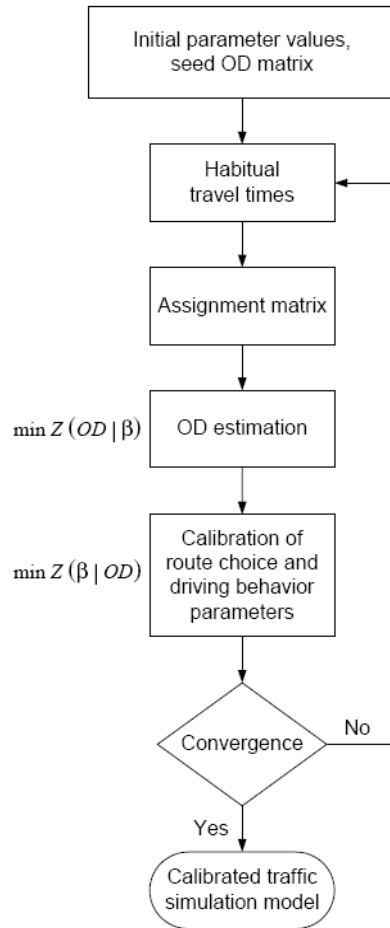 Initial parameter values,
seed OD matrix
Habitual
travel times
Assignment matrix
min Z (OD | β)
OD estimation
min Z (β | OD)
Calibration of
route choice and
driving behavior
parameters
Convergence
No
Yes
Calibrated traffic
simulation model